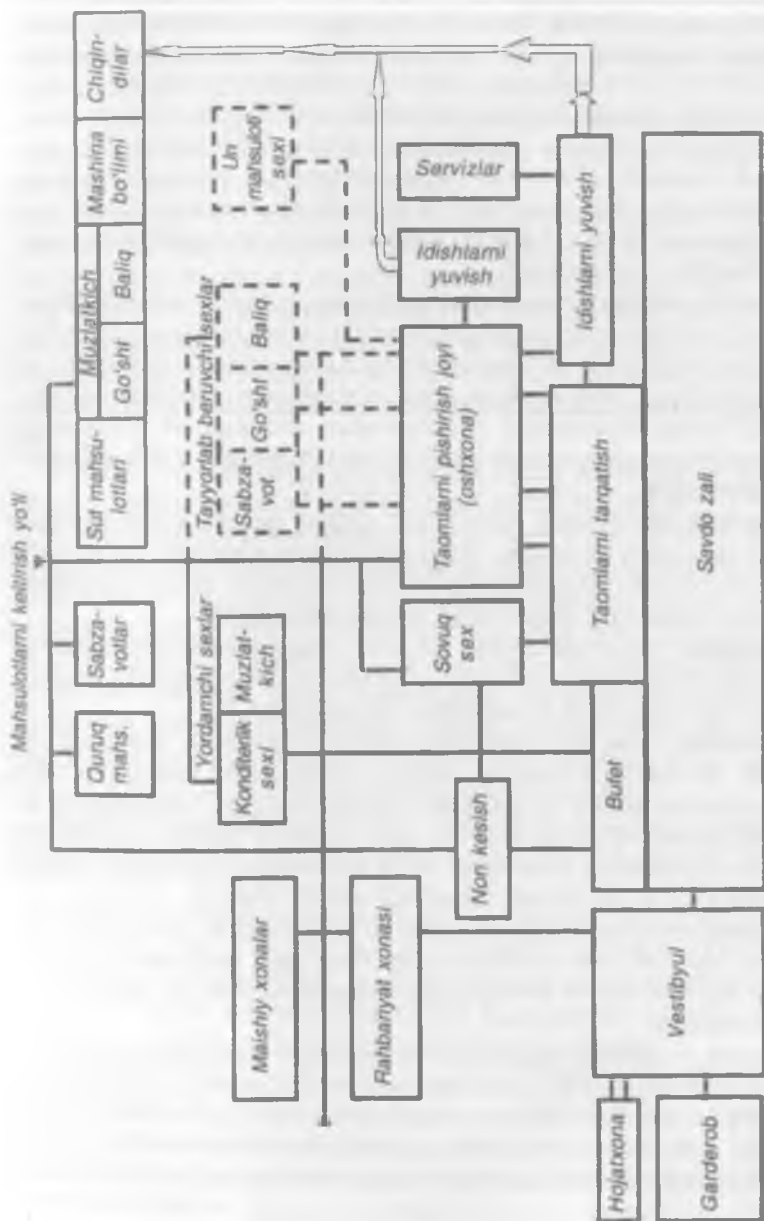 Mahsulotlarni keltirish yo'li
Quruq
mahs.
Sabza-
votlar
Sut mahsu-
lotlari
Muzlatkich
Go'sht
Baliq
Mashina
bo'limi
Chiqin-
dilar
Yordamchi sexlar
Konditerlik
sexi
Muzlat-
kich
Tayyorlab beruvchi sexlar
Sabza-
vot
Go'sht
Baliq
Un
mahsuloti
sexi
Maishiy xonalar
Rahbariyat xonasi
Non kesish
Sovuq
sex
Taomlarni pishirish joyi
(oshxona)
Idishlarni
yuvish
Servizlar
Hojatxona
Garderob
Vestibyul
Bufet
Taomlarni tarqatish
Idishlarni yuvish
Savdo zali